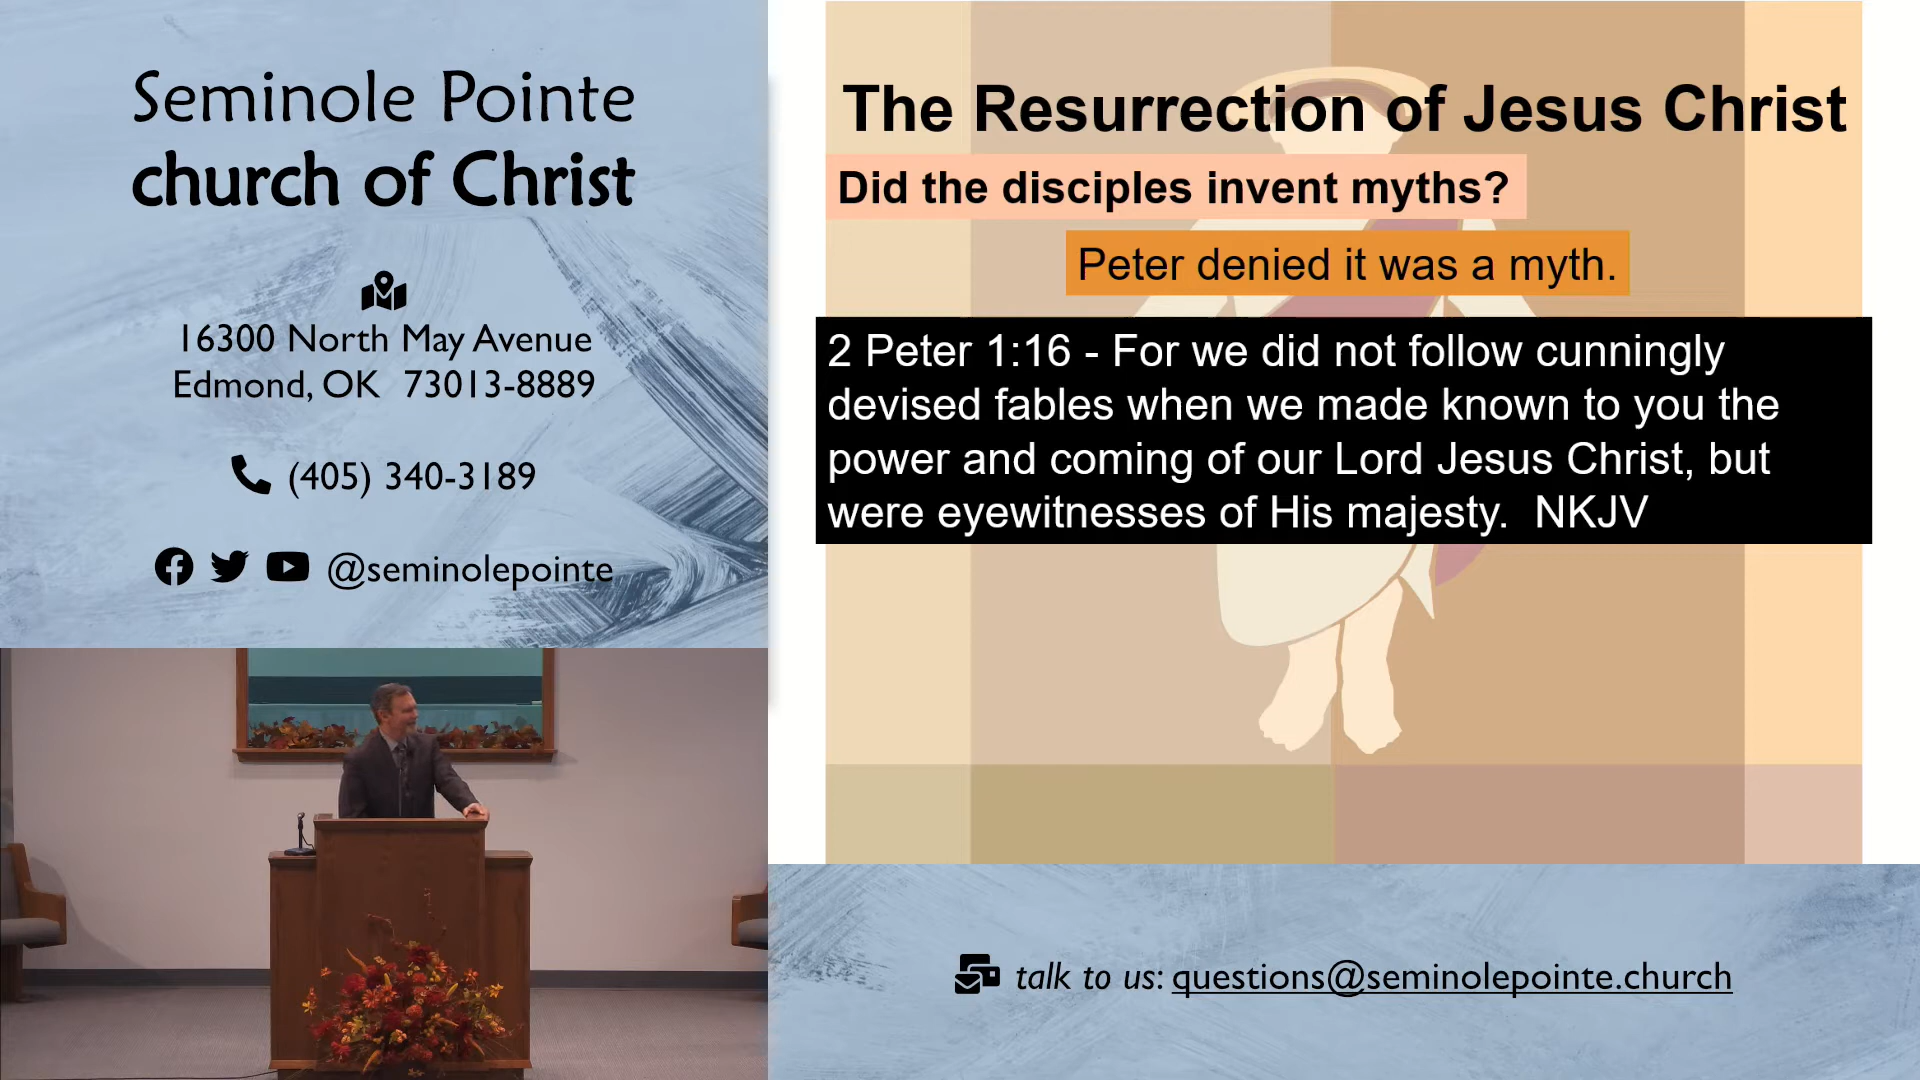 Seminole Pointe
church of Christ
16300 North May Avenue
Edmond, OK 73013-8889
(405) 340-3189
@seminolepointe
The Resurrection of Jesus Christ
Did the disciples invent myths?
Peter denied it was a myth.
2 Peter 1:16 - For we did not follow cunningly
devised fables when we made known to you the
power and coming of our Lord Jesus Christ, but
were eyewitnesses of His majesty. NKJV
talk to us: questions@seminolepointe.church